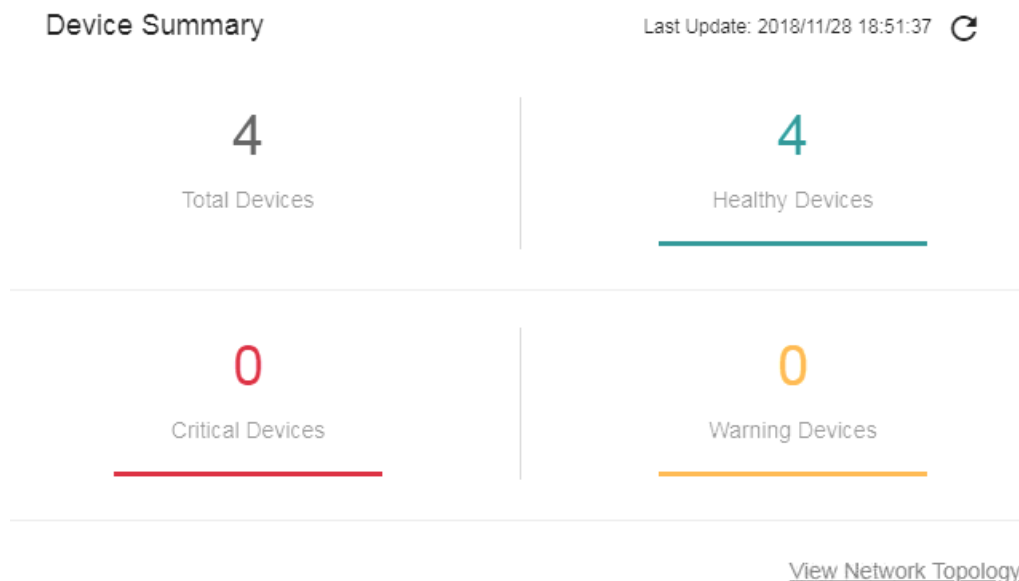 Device Summary
Last Update: 2018/11/28 18:51:37
4
Total Devices
4
Healthy Devices
0
Critical Devices
0
Warning Devices
View Network Topology